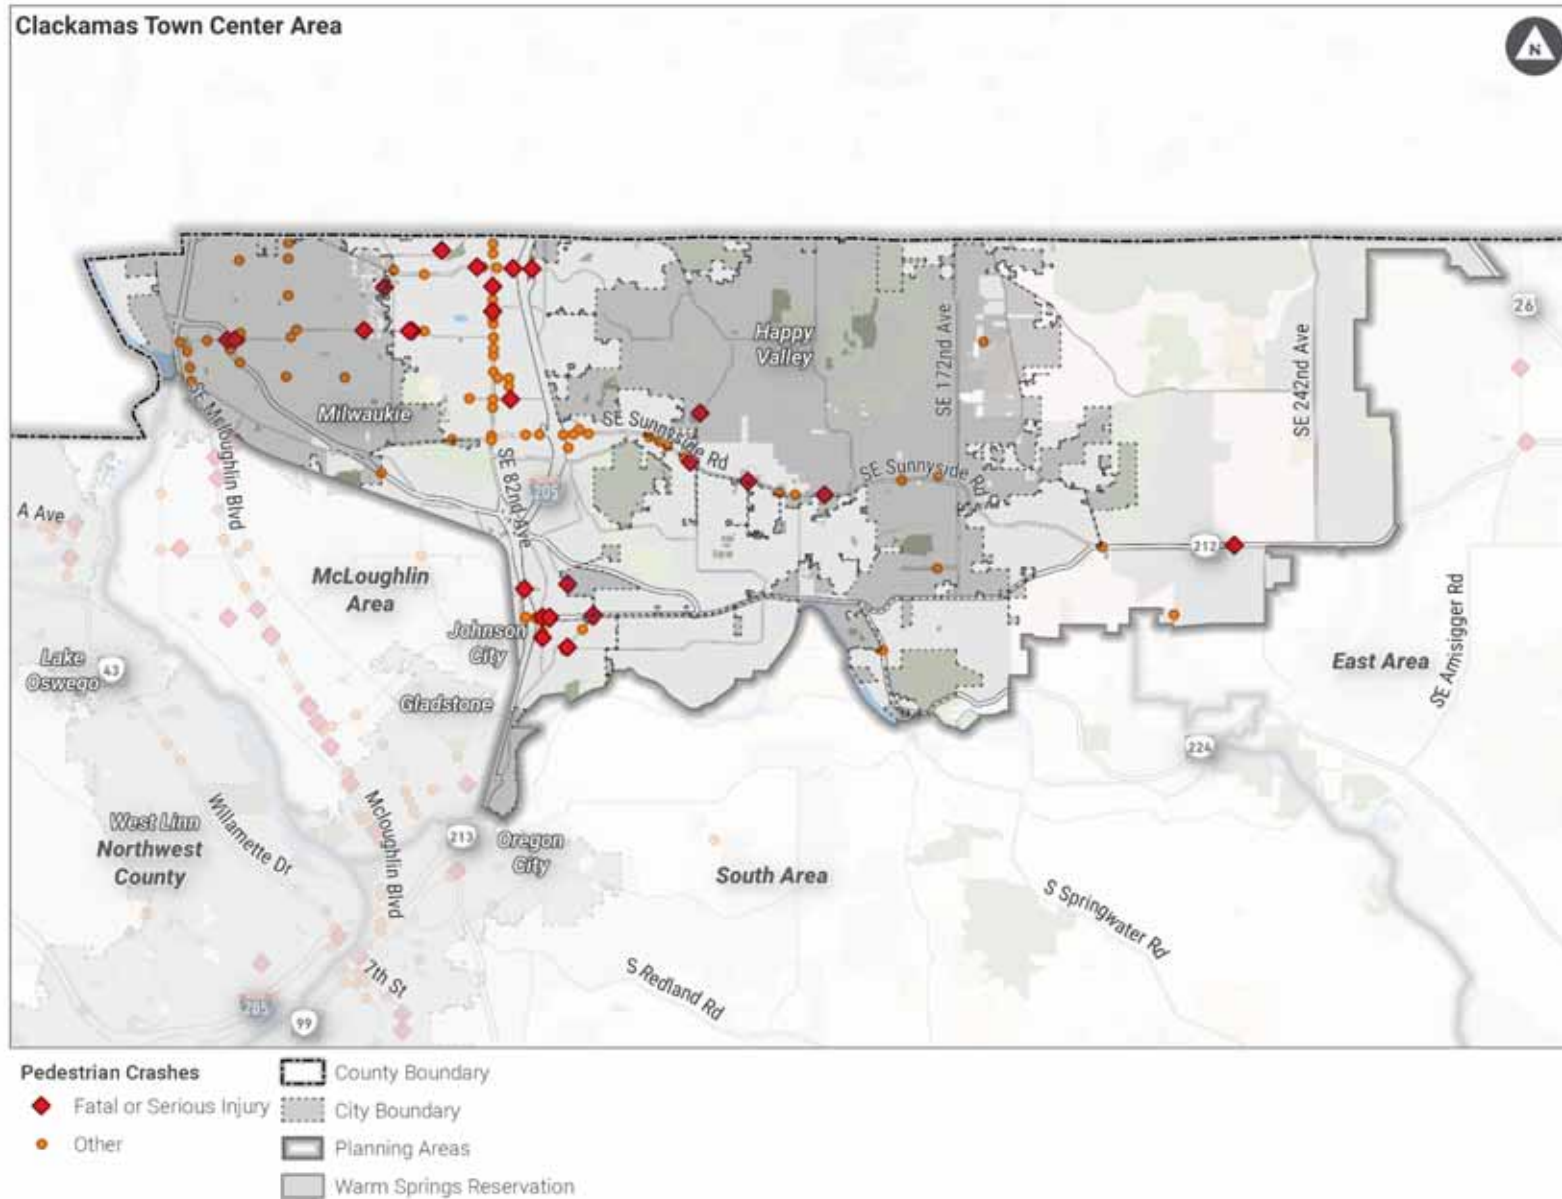 Clackamas Town Center Area
N
26
Happy
Valley
SE 172nd Ave
SE 242nd Ave
Milwaukie
SE Mcloughlin Blvd
SE Sunnyside Rd
SE Sunnyside Rd
SE 82nd Ave
205
A Ave
212
McLoughlin
Area
Johnson
City
Lake
Oswego
43
Gladstone
East Area
SE Amisigger Rd
224
West Linn
Northwest
County
Willamette Dr
Mcloughlin Blvd
213
Oregon
City
South Area
S Springwater Rd
7th St
S Redland Rd
205
99
Pedestrian Crashes
Fatal or Serious Injury
Other
County Boundary
City Boundary
Planning Areas
Warm Springs Reservation